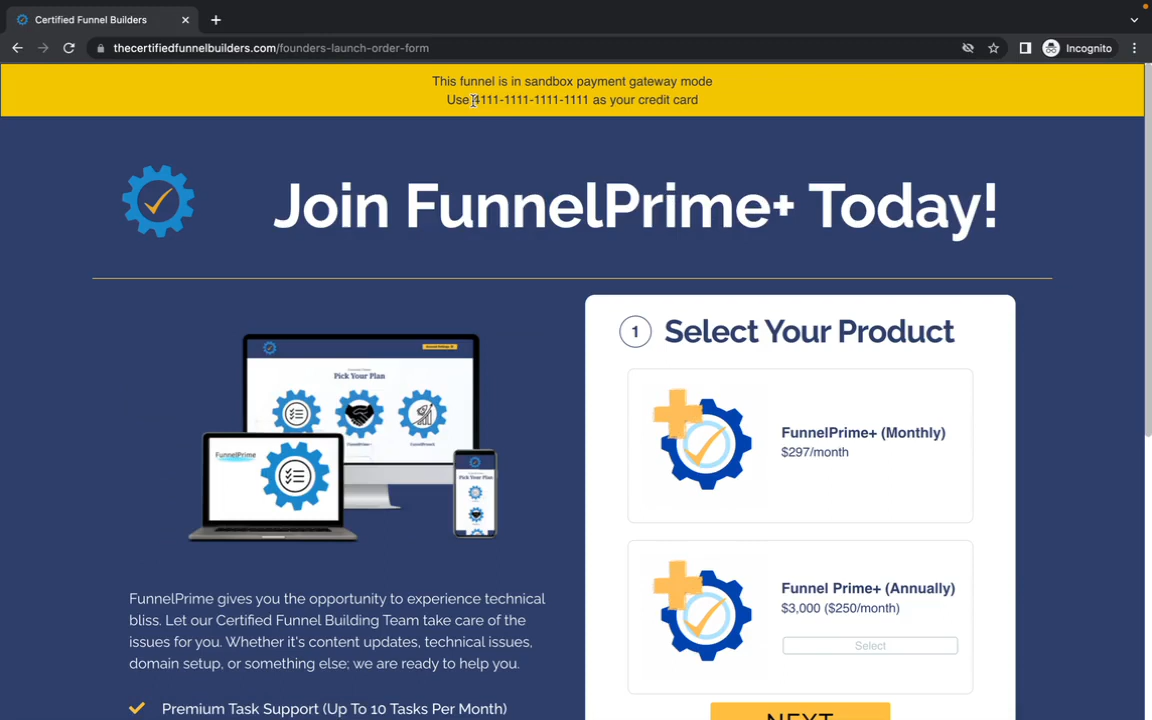 Certified Funnel Builders
thecertifiedfunnelbuilders.com/founders-launch-order-form
Incognito
This funnel is in sandbox payment gateway mode
Use 4111-1111-1111-1111 as your credit card
Join FunnelPrime+ Today!
1 Select Your Product
Pick Your Plan
FunnelPrime
Pick Your Plan
FunnelPrime+ (Monthly)
$297/month
Funnel Prime+ (Annually)
$3,000 ($250/month)
Select
NEXT
FunnelPrime gives you the opportunity to experience technical
bliss. Let our Certified Funnel Building Team take care of the
issues for you. Whether it's content updates, technical issues,
domain setup, or something else; we are ready to help you.
Premium Task Support (Up To 10 Tasks Per Month)